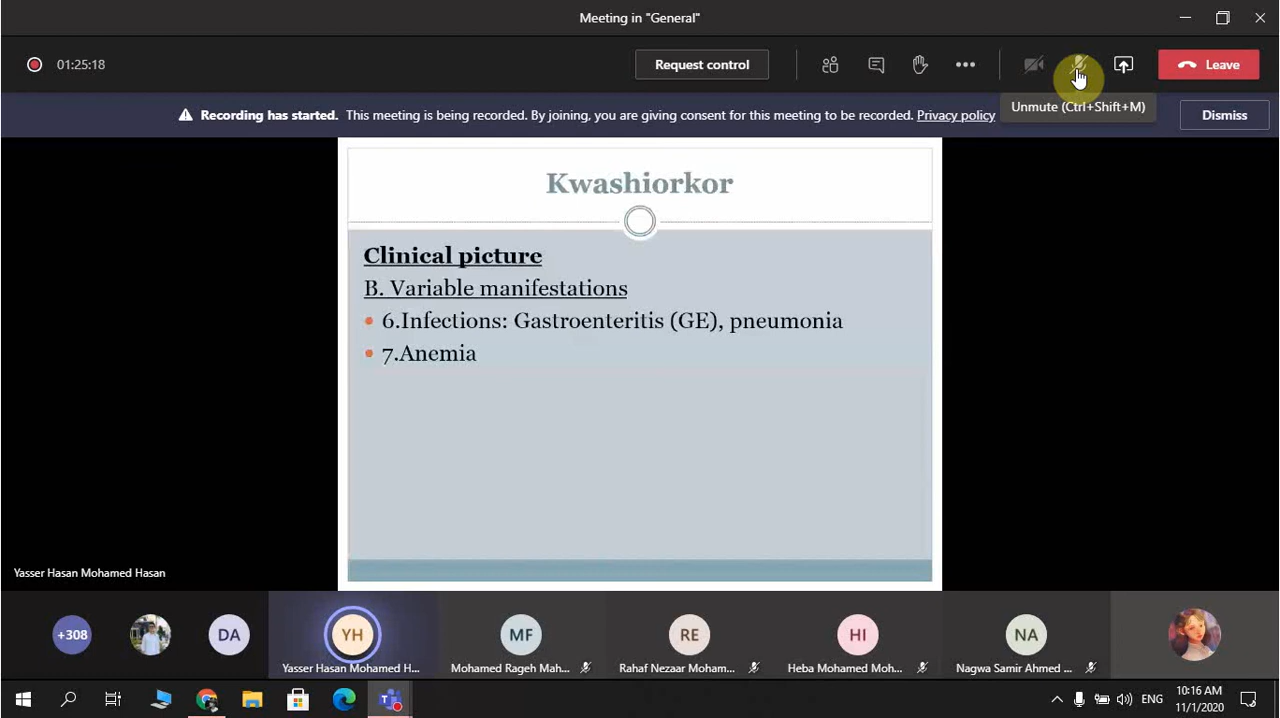 Meeting in "General"
01:25:18
Request control
Leave
Unmute (Ctrl+Shift+M)
Recording has started. This meeting is being recorded. By joining, you are giving consent for this meeting to be recorded. Privacy policy
Dismiss
Kwashiorkor
Clinical picture
B. Variable manifestations
• 6.Infections: Gastroenteritis (GE), pneumonia
• 7.Anemia
Yasser Hasan Mohamed Hasan
+308
DA
YH
MF
RE
HI
NA
Yasser Hasan Mohamed H...
Mohamed Rageh Mah...
Rahaf Nezaar Moham...
Heba Mohamed Moh...
Nagwa Samir Ahmed ...
ENG
10:16 AM
11/1/2020